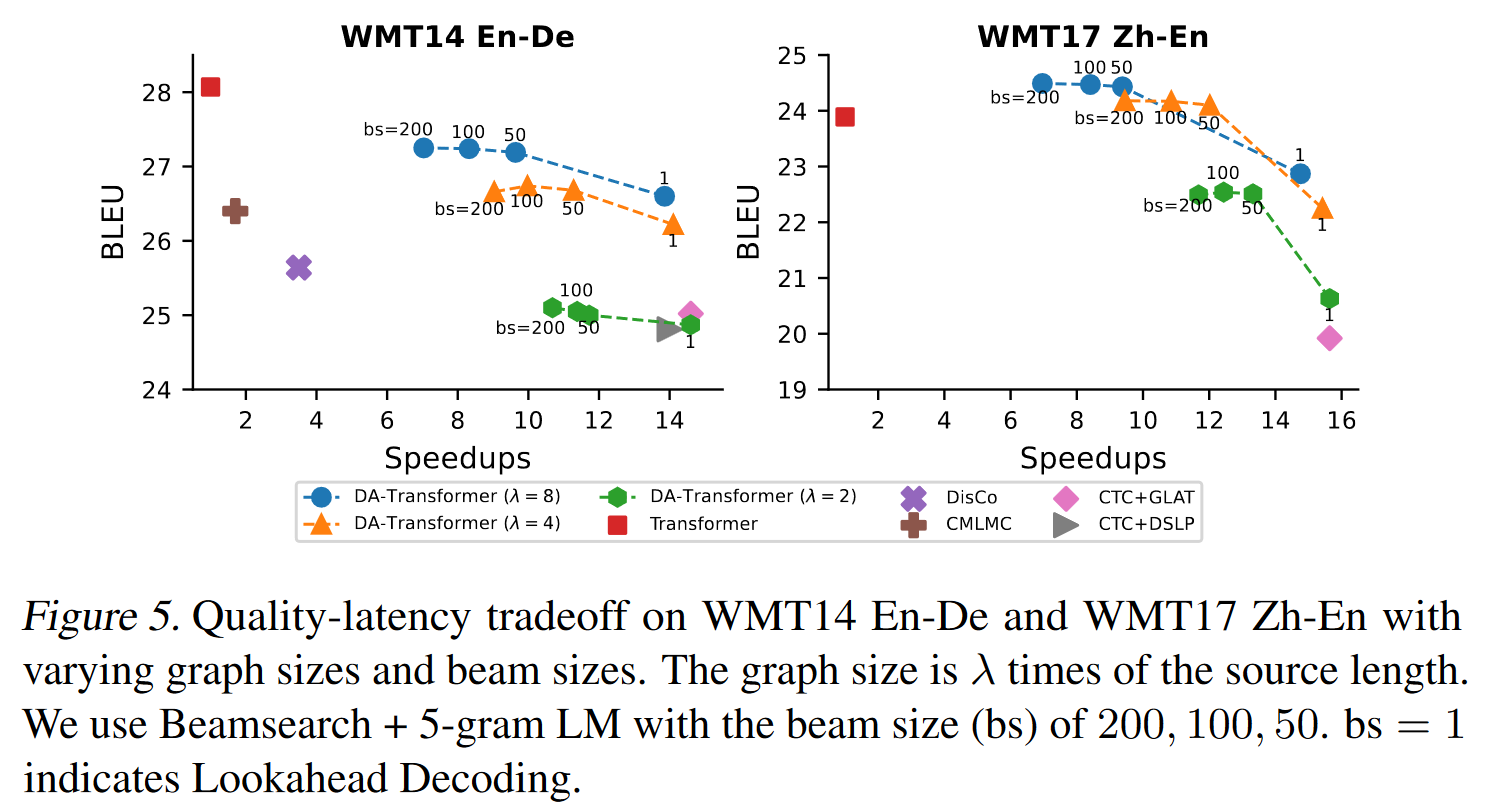 WMT14 En-De
28
27
26
25
24
BLEU
bs=200
100
50
1
bs=200
100
50
1
bs=200
100
50
1
2 4 6 8 10 12 14
Speedups
WMT17 Zh-En
25
24
23
22
21
20
19
BLEU
bs=200
100
50
1
bs=200
100
50
1
bs=200
100
50
1
2 4 6 8 10 12 14 16
Speedups
DA-Transformer (λ = 8)
DA-Transformer (λ = 4)
DA-Transformer (λ = 2)
Transformer
DisCo
CMLMC
CTC+GLAT
CTC+DSLP
Figure 5. Quality-latency tradeoff on WMT14 En-De and WMT17 Zh-En with
varying graph sizes and beam sizes. The graph size is λ times of the source length.
We use Beamsearch + 5-gram LM with the beam size (bs) of 200, 100, 50. bs = 1
indicates Lookahead Decoding.